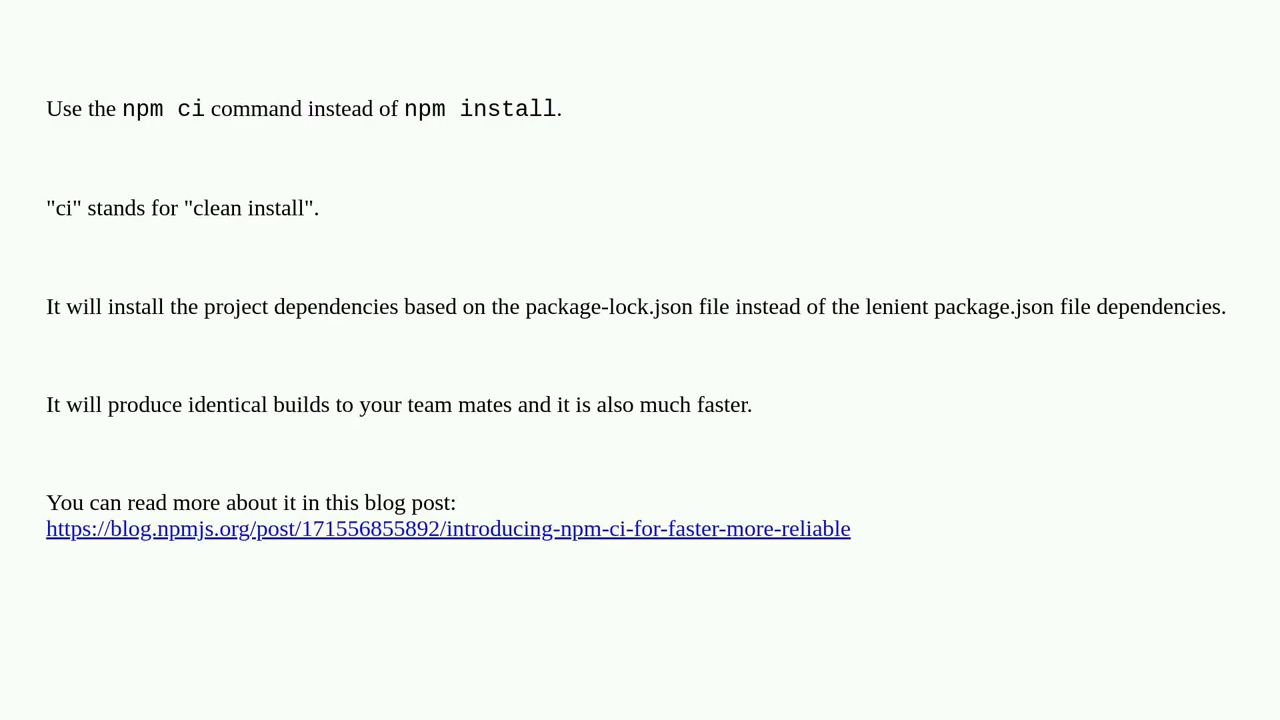 Use the npm ci command instead of npm install.
"ci" stands for "clean install".
It will install the project dependencies based on the package-lock.json file instead of the lenient package.json file dependencies.
It will produce identical builds to your team mates and it is also much faster.
You can read more about it in this blog post:
https://blog.npmjs.org/post/171556855892/introducing-npm-ci-for-faster-more-reliable